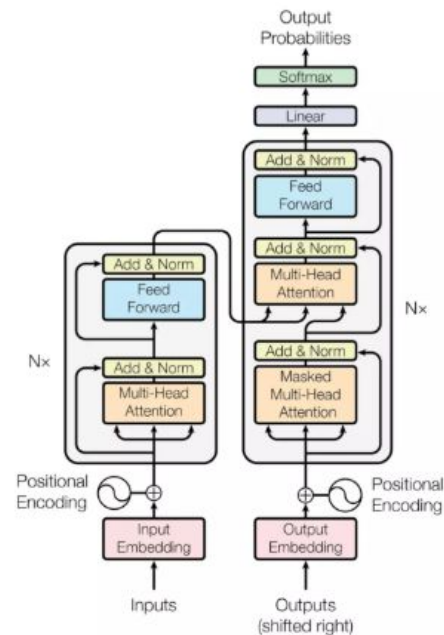 Output
Probabilities
Softmax
Linear
Add & Norm
Feed
Forward
Add & Norm
Multi-Head
Attention
Add & Norm
Masked
Multi-Head
Attention
Nx
Add & Norm
Feed
Forward
Add & Norm
Multi-Head
Attention
Nx
Positional
Encoding
Positional
Encoding
Input
Embedding
Output
Embedding
Inputs
Outputs
(shifted right)